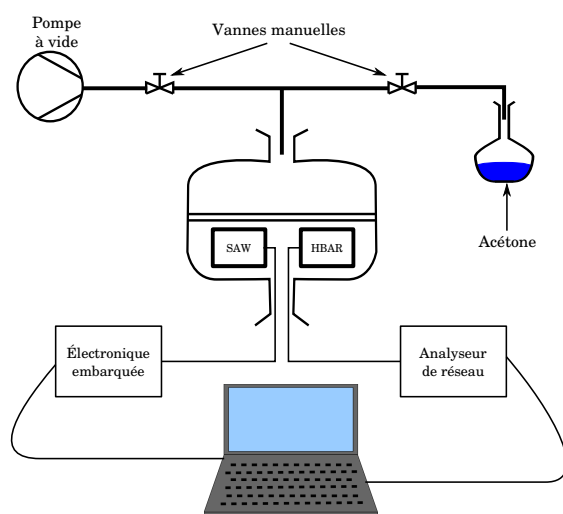 Pompe
à vide
Vannes manuelles
Acétone
SAW
HBAR
Électronique
embarquée
Analyseur
de réseau